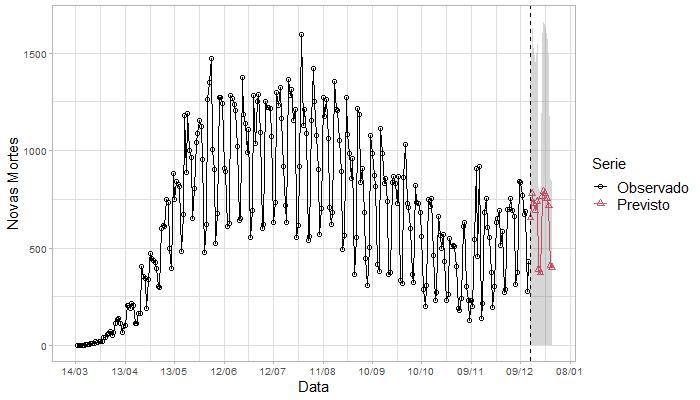 1500
1000
500
0
Novas Mortes
14/03 13/04 13/05 12/06 12/07 11/08 10/09 10/10 09/11 09/12 08/01
Data
Serie
Observado
Previsto